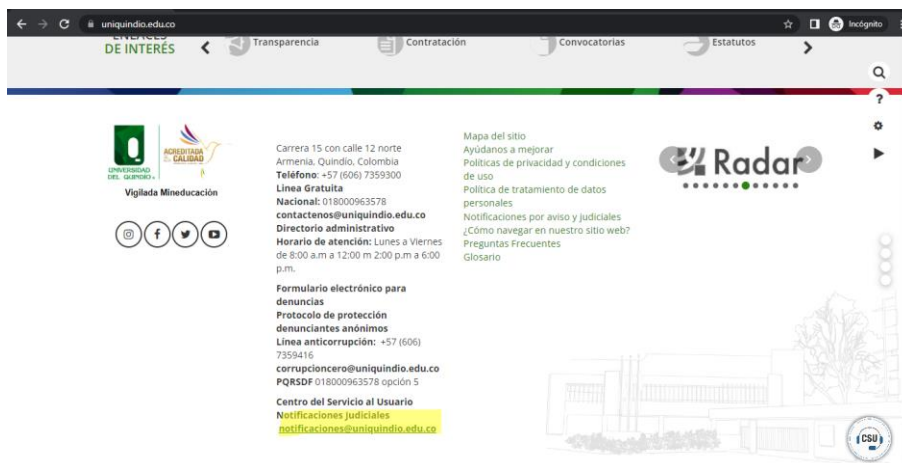 uniquindio.edu.co
Incógnito
ENLACES
DE INTERÉS
Transparencia
Contratación
Convocatorias
Estatutos
UNIVERSIDAD
DEL QUINDÍO
ACREDITADA
DE CALIDAD
Vigilada Mineducación
Carrera 15 con calle 12 norte
Armenia, Quindío, Colombia
Teléfono: +57 (606) 7359300
Linea Gratuita
Nacional: 018000963578
contactenos@uniquindio.edu.co
Directorio administrativo
Horario de atención: Lunes a Viernes
de 8:00 a.m a 12:00 m 2:00 p.m a 6:00
p.m.
Formulario electrónico para
denuncias
Protocolo de protección
denunciantes anónimos
Línea anticorrupción: +57 (606)
7359416
corrupcioncero@uniquindio.edu.co
PQRSDF 018000963578 opción 5
Centro del Servicio al Usuario
Notificaciones Judiciales
notificaciones@uniquindio.edu.co
Mapa del sitio
Ayúdanos a mejorar
Políticas de privacidad y condiciones
de uso
Política de tratamiento de datos
personales
Notificaciones por aviso y judiciales
¿Cómo navegar en nuestro sitio web?
Preguntas Frecuentes
Glosario
Radar
?
CSU